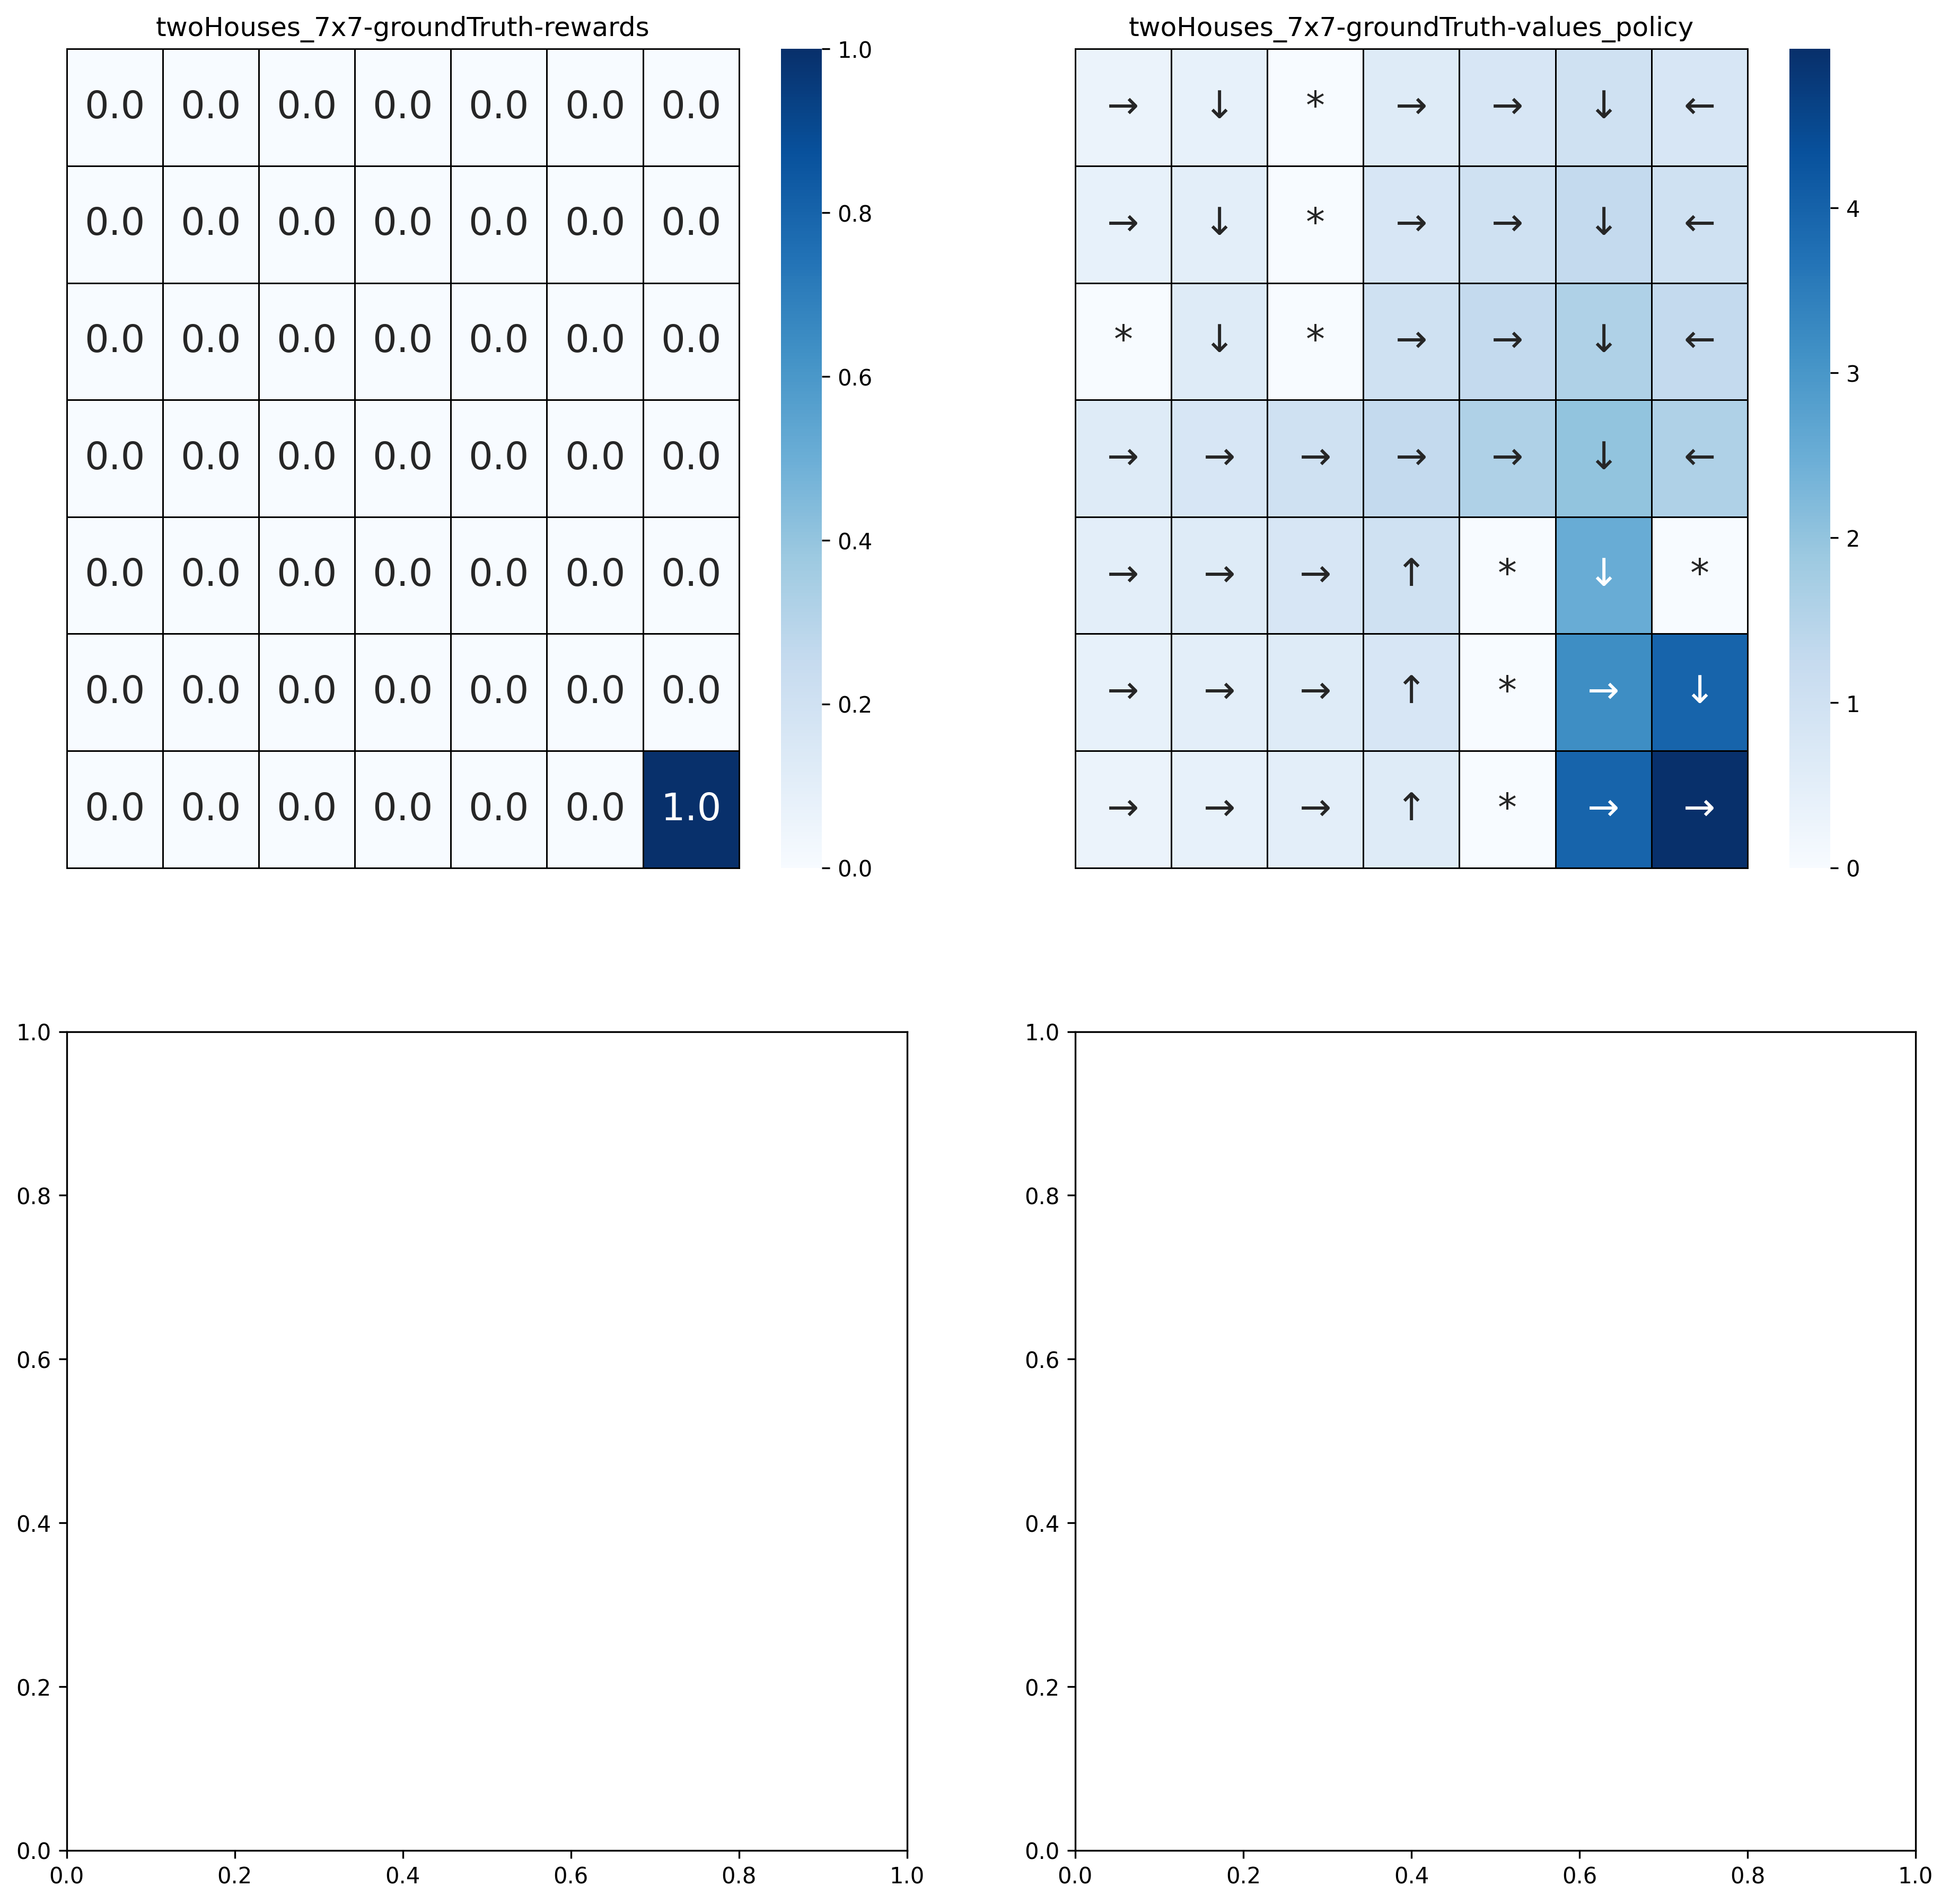 twoHouses_7x7-groundTruth-rewards
0.0 0.0 0.0 0.0 0.0 0.0 0.0
0.0 0.0 0.0 0.0 0.0 0.0 0.0
0.0 0.0 0.0 0.0 0.0 0.0 0.0
0.0 0.0 0.0 0.0 0.0 0.0 0.0
0.0 0.0 0.0 0.0 0.0 0.0 0.0
0.0 0.0 0.0 0.0 0.0 0.0 0.0
0.0 0.0 0.0 0.0 0.0 0.0 1.0
1.0
0.8
0.6
0.4
0.2
0.0
twoHouses_7x7-groundTruth-values_policy
→ ↓ * → → ↓ ←
→ ↓ * → → ↓ ←
* ↓ * → → ↓ ←
→ → → → → ↓ ←
→ → → ↑ * ↓ *
→ → → ↑ * → ↓
→ → → ↑ * → →
4
3
2
1
0
1.0
0.8
0.6
0.4
0.2
0.0
0.0 0.2 0.4 0.6 0.8 1.0
1.0
0.8
0.6
0.4
0.2
0.0
0.0 0.2 0.4 0.6 0.8 1.0